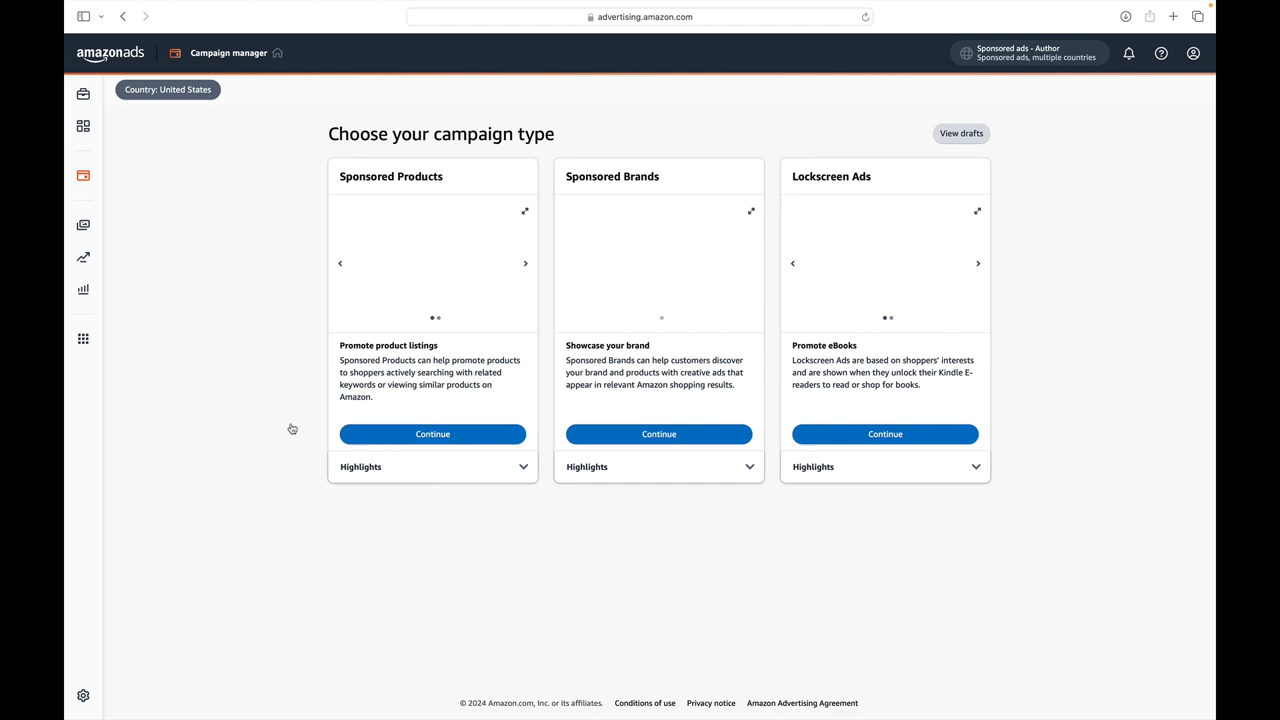 advertising.amazon.com
amazonads
Campaign manager
Sponsored ads - Author
Sponsored ads, multiple countries
Country: United States
Choose your campaign type
View drafts
Sponsored Products
Promote product listings
Sponsored Products can help promote products
to shoppers actively searching with related
keywords or viewing similar products on
Amazon.
Continue
Highlights
Sponsored Brands
Showcase your brand
Sponsored Brands can help customers discover
your brand and products with creative ads that
appear in relevant Amazon shopping results.
Continue
Highlights
Lockscreen Ads
Promote eBooks
Lockscreen Ads are based on shoppers' interests
and are shown when they unlock their Kindle E-
readers to read or shop for books.
Continue
Highlights
© 2024 Amazon.com, Inc. or its affiliates.
Conditions of use
Privacy notice
Amazon Advertising Agreement